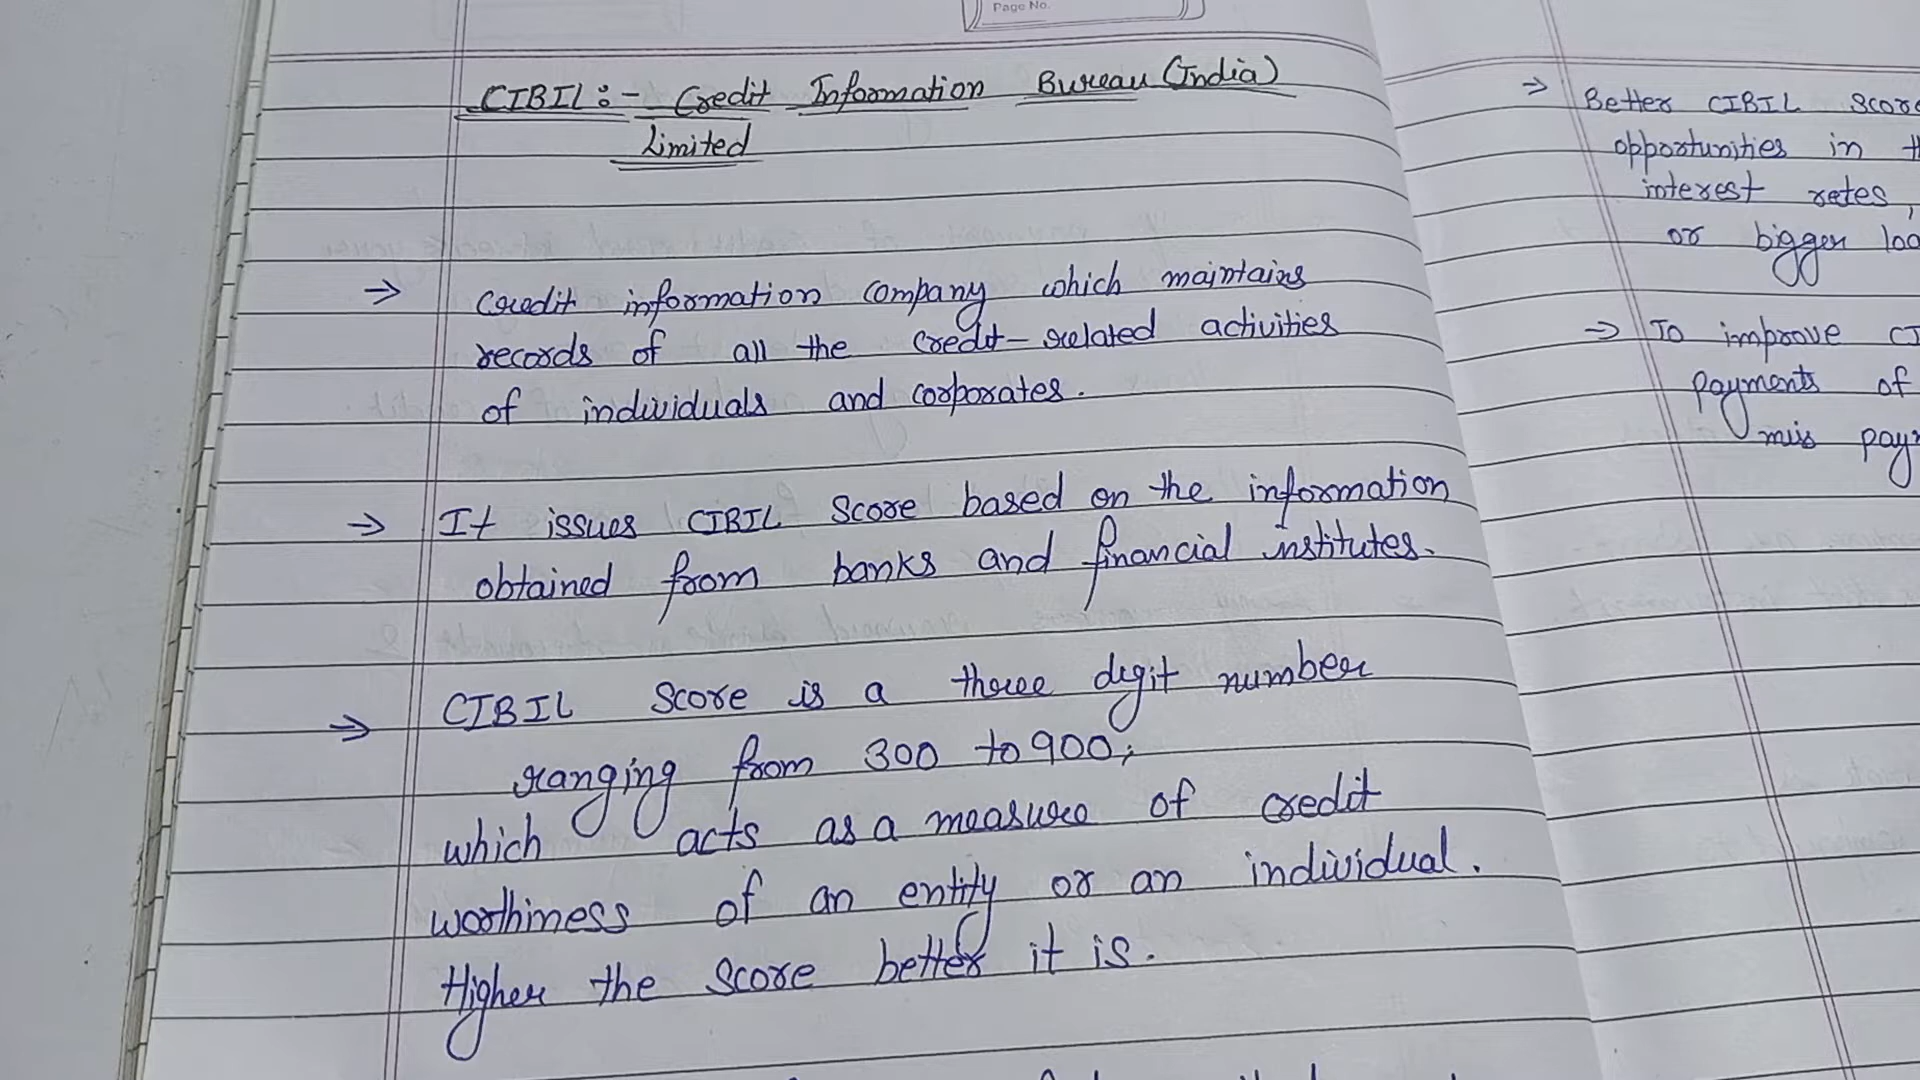 Page No.
CIBIL:- Credit Information Bureau (India)
Limited
⇒ Credit information company which maintains
records of all the credit-related activities
of individuals and corporates.
⇒ It issues CIBIL Score based on the information
obtained from banks and financial institutes.
⇒ CIBIL Score is a three digit number
ranging from 300 to 900;
which acts as a measure of credit
worthiness of an entity or an individual.
Higher the Score better it is.
⇒ Better CIBIL Score
opportunities in
interest rates,
or bigger
⇒ To improve
payments of
mis